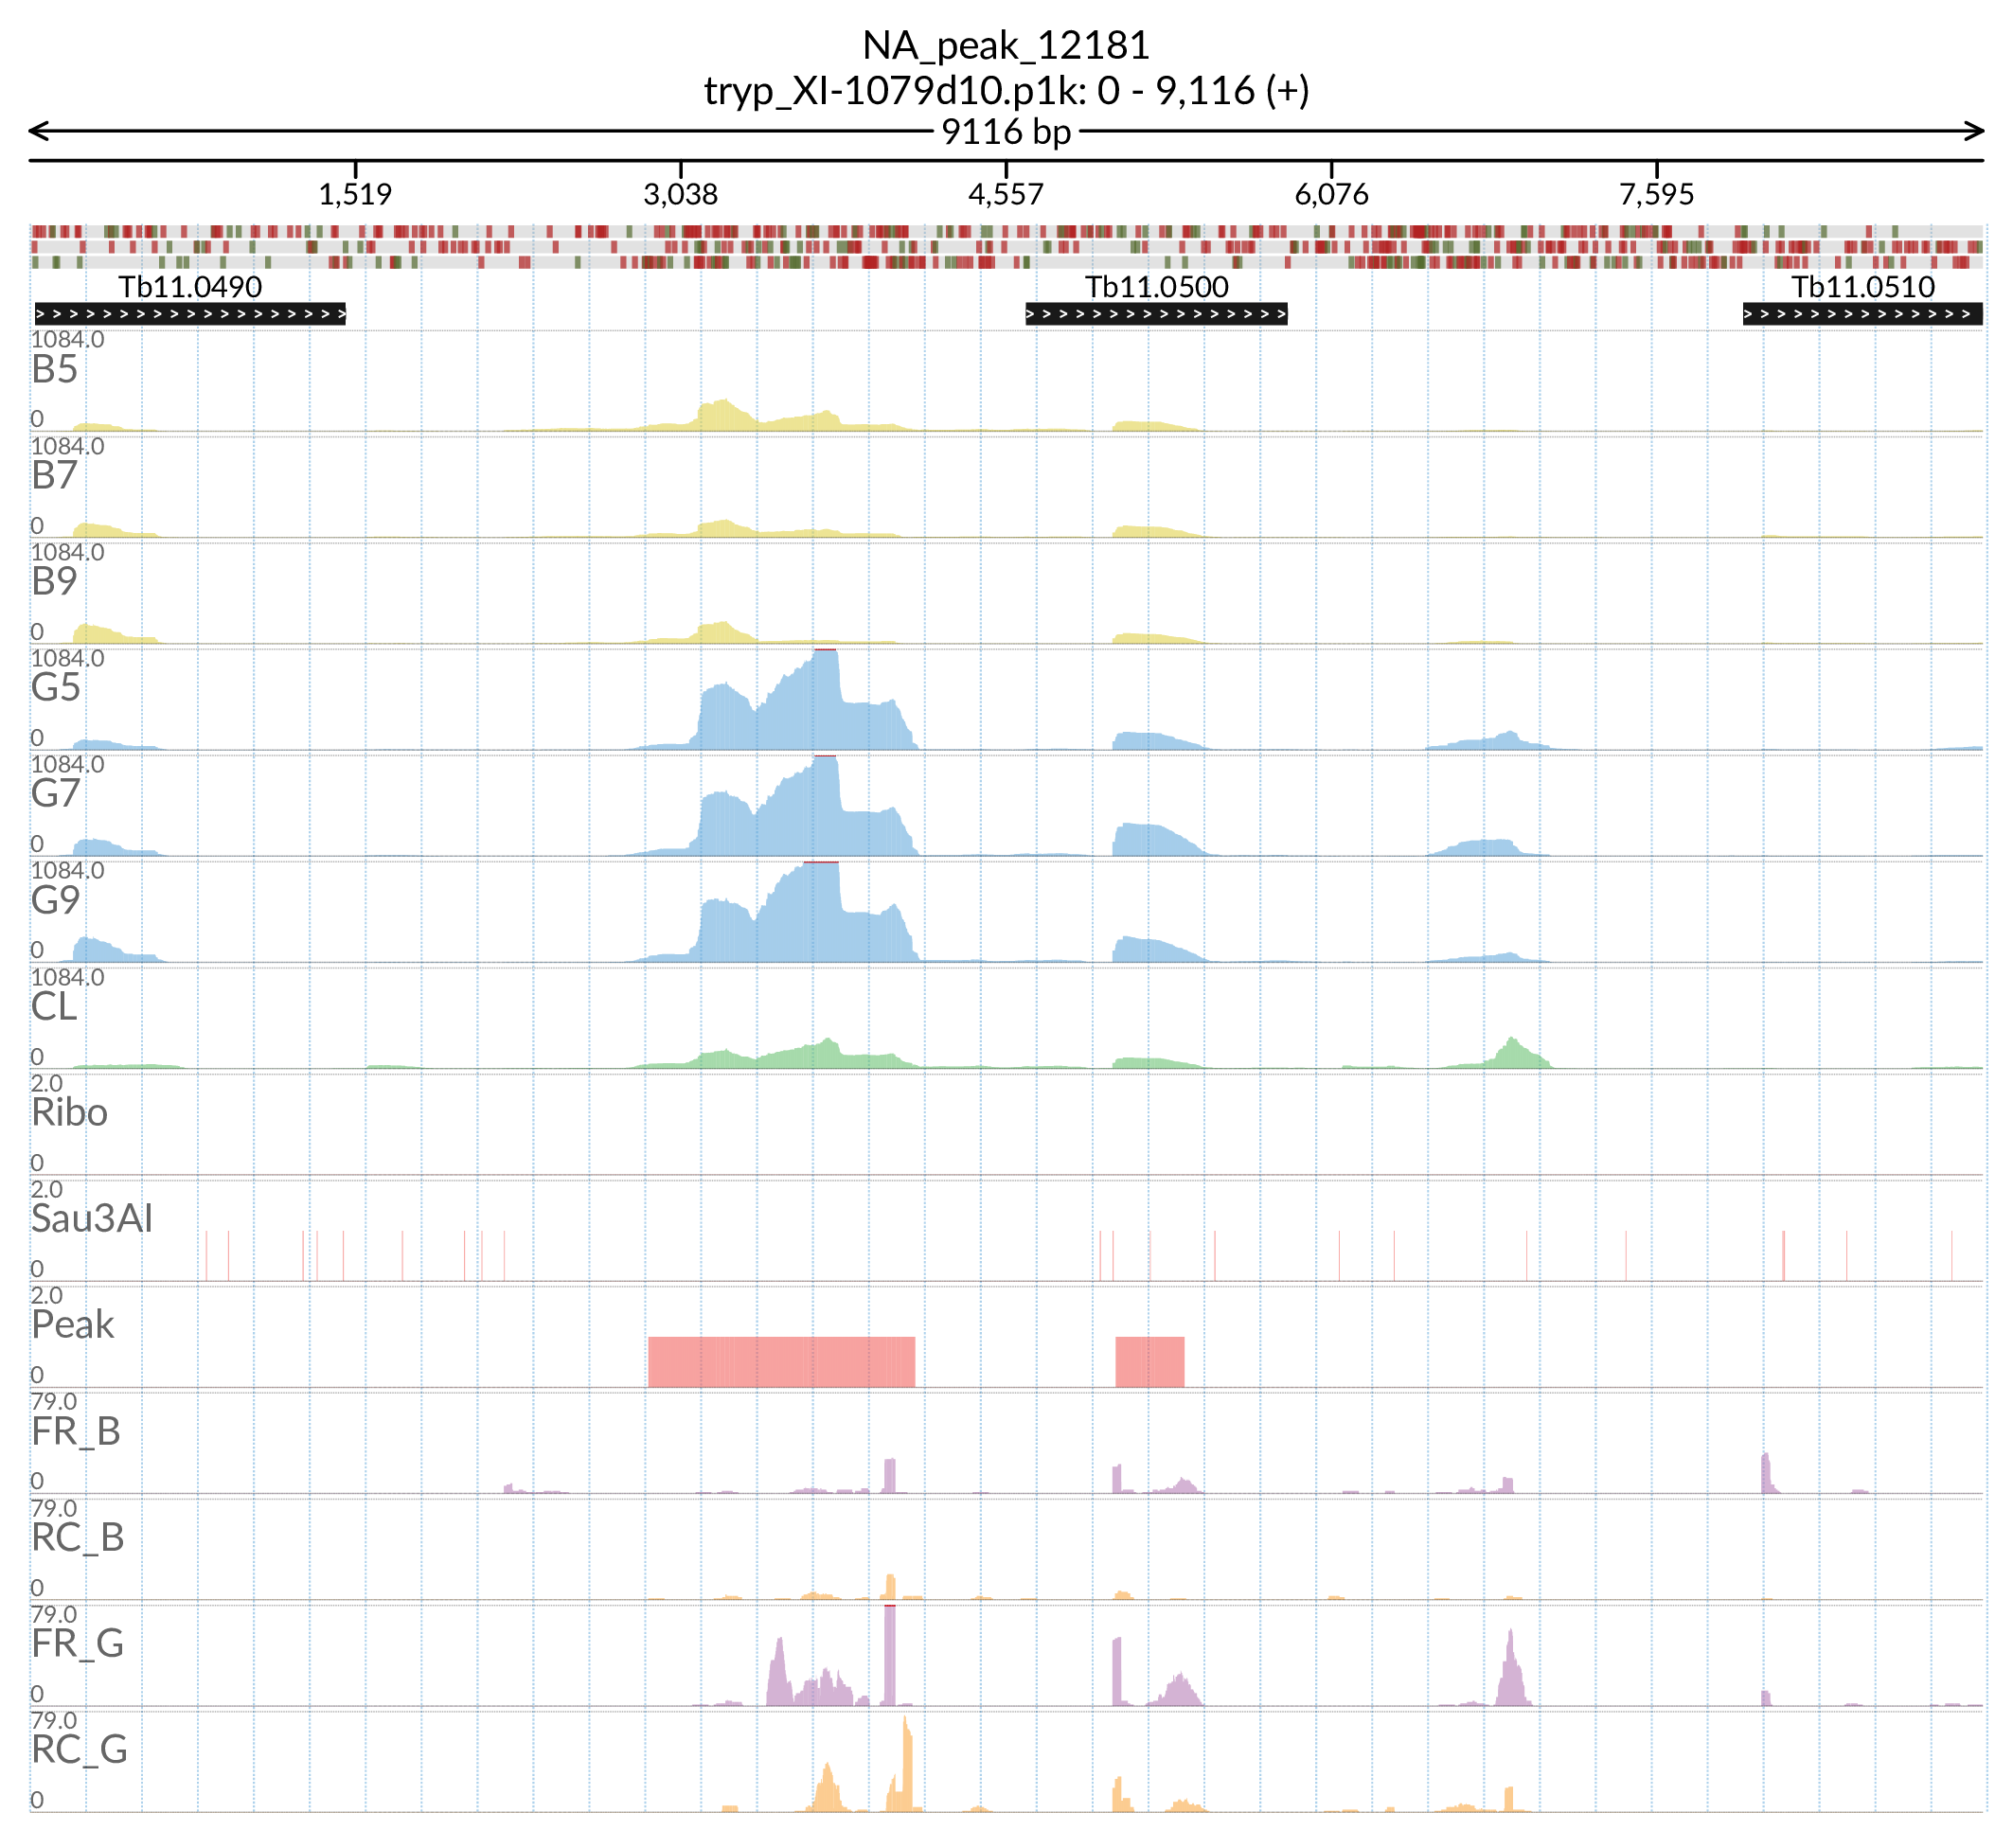 NA_peak_12181
tryp_XI-1079d10.p1k: 0 - 9,116 (+)
9116 bp
1,519 3,038 4,557 6,076 7,595
Tb11.0490 Tb11.0500 Tb11.0510
1084.0
B5
0
1084.0
B7
0
1084.0
B9
0
1084.0
G5
0
1084.0
G7
0
1084.0
G9
0
1084.0
CL
0
2.0
Ribo
0
2.0
Sau3AI
0
2.0
Peak
0
79.0
FR_B
0
79.0
RC_B
0
79.0
FR_G
0
79.0
RC_G
0